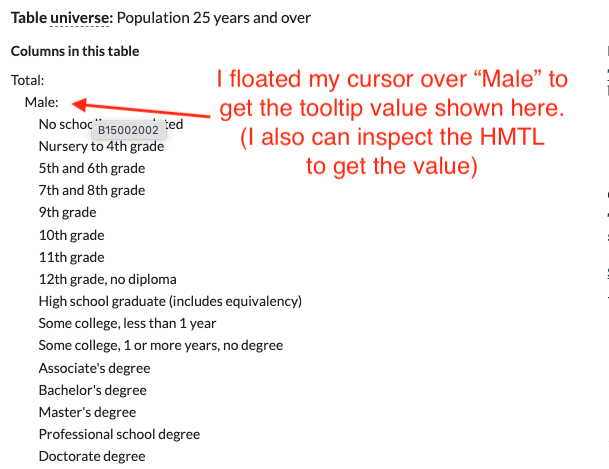 Table universe: Population 25 years and over
Columns in this table
Total:
Male:
I floated my cursor over “Male” to
get the tooltip value shown here.
(I also can inspect the HMTL
to get the value)
No schoo
B15002002
Nursery to 4th grade
5th and 6th grade
7th and 8th grade
9th grade
10th grade
11th grade
12th grade, no diploma
High school graduate (includes equivalency)
Some college, less than 1 year
Some college, 1 or more years, no degree
Associate's degree
Bachelor's degree
Master's degree
Professional school degree
Doctorate degree